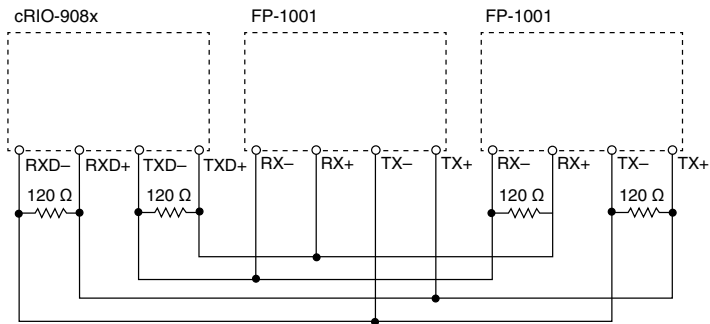 cRIO-908x
FP-1001
FP-1001
RXD–
RXD+
TXD–
TXD+
RX–
RX+
TX–
TX+
RX–
RX+
TX–
TX+
120 Ω
120 Ω
120 Ω
120 Ω